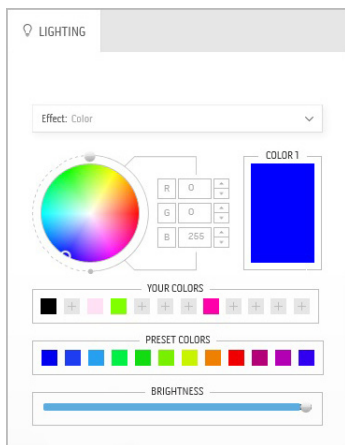 LIGHTING
Effect: Color
COLOR 1
R 0
G 0
B 255
YOUR COLORS
PRESET COLORS
BRIGHTNESS